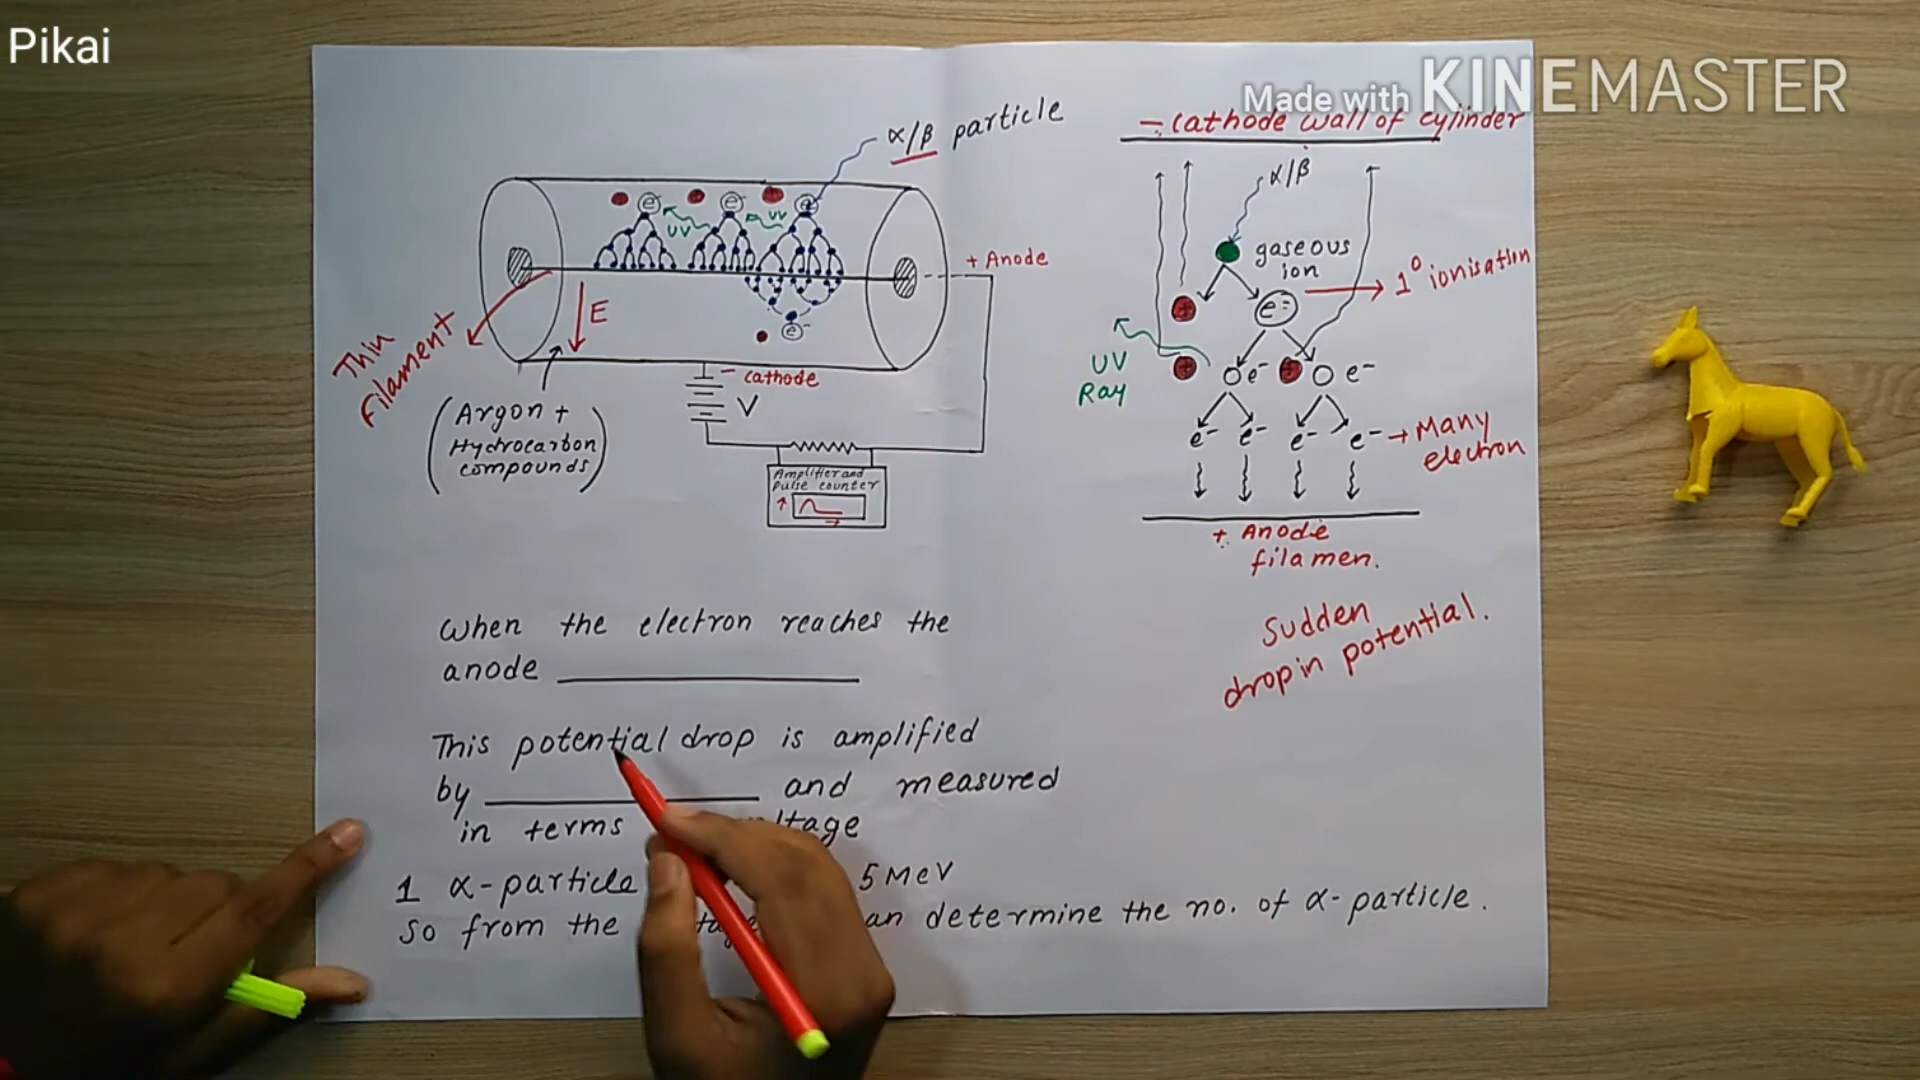 Pikai
Made with KINEMASTER
α/β particle
- cathode wall of cylinder
α/β
gaseous
ion
1° ionisation
e-
UV
Ray
e-
e-
e- e- e- e- → Many
electron
+ Anode
filamen.
Sudden
drop in potential.
e- e-
UV
UV
e-
+ Anode
E
Thin
Filament
- cathode
V
(Argon +
Hydrocarbon
compounds)
Amplifier and
pulse counter
When the electron reaches the
anode
This potential drop is amplified
by and measured
in terms
1 α-particle 5 MeV
so from the determine the no. of α-particle.